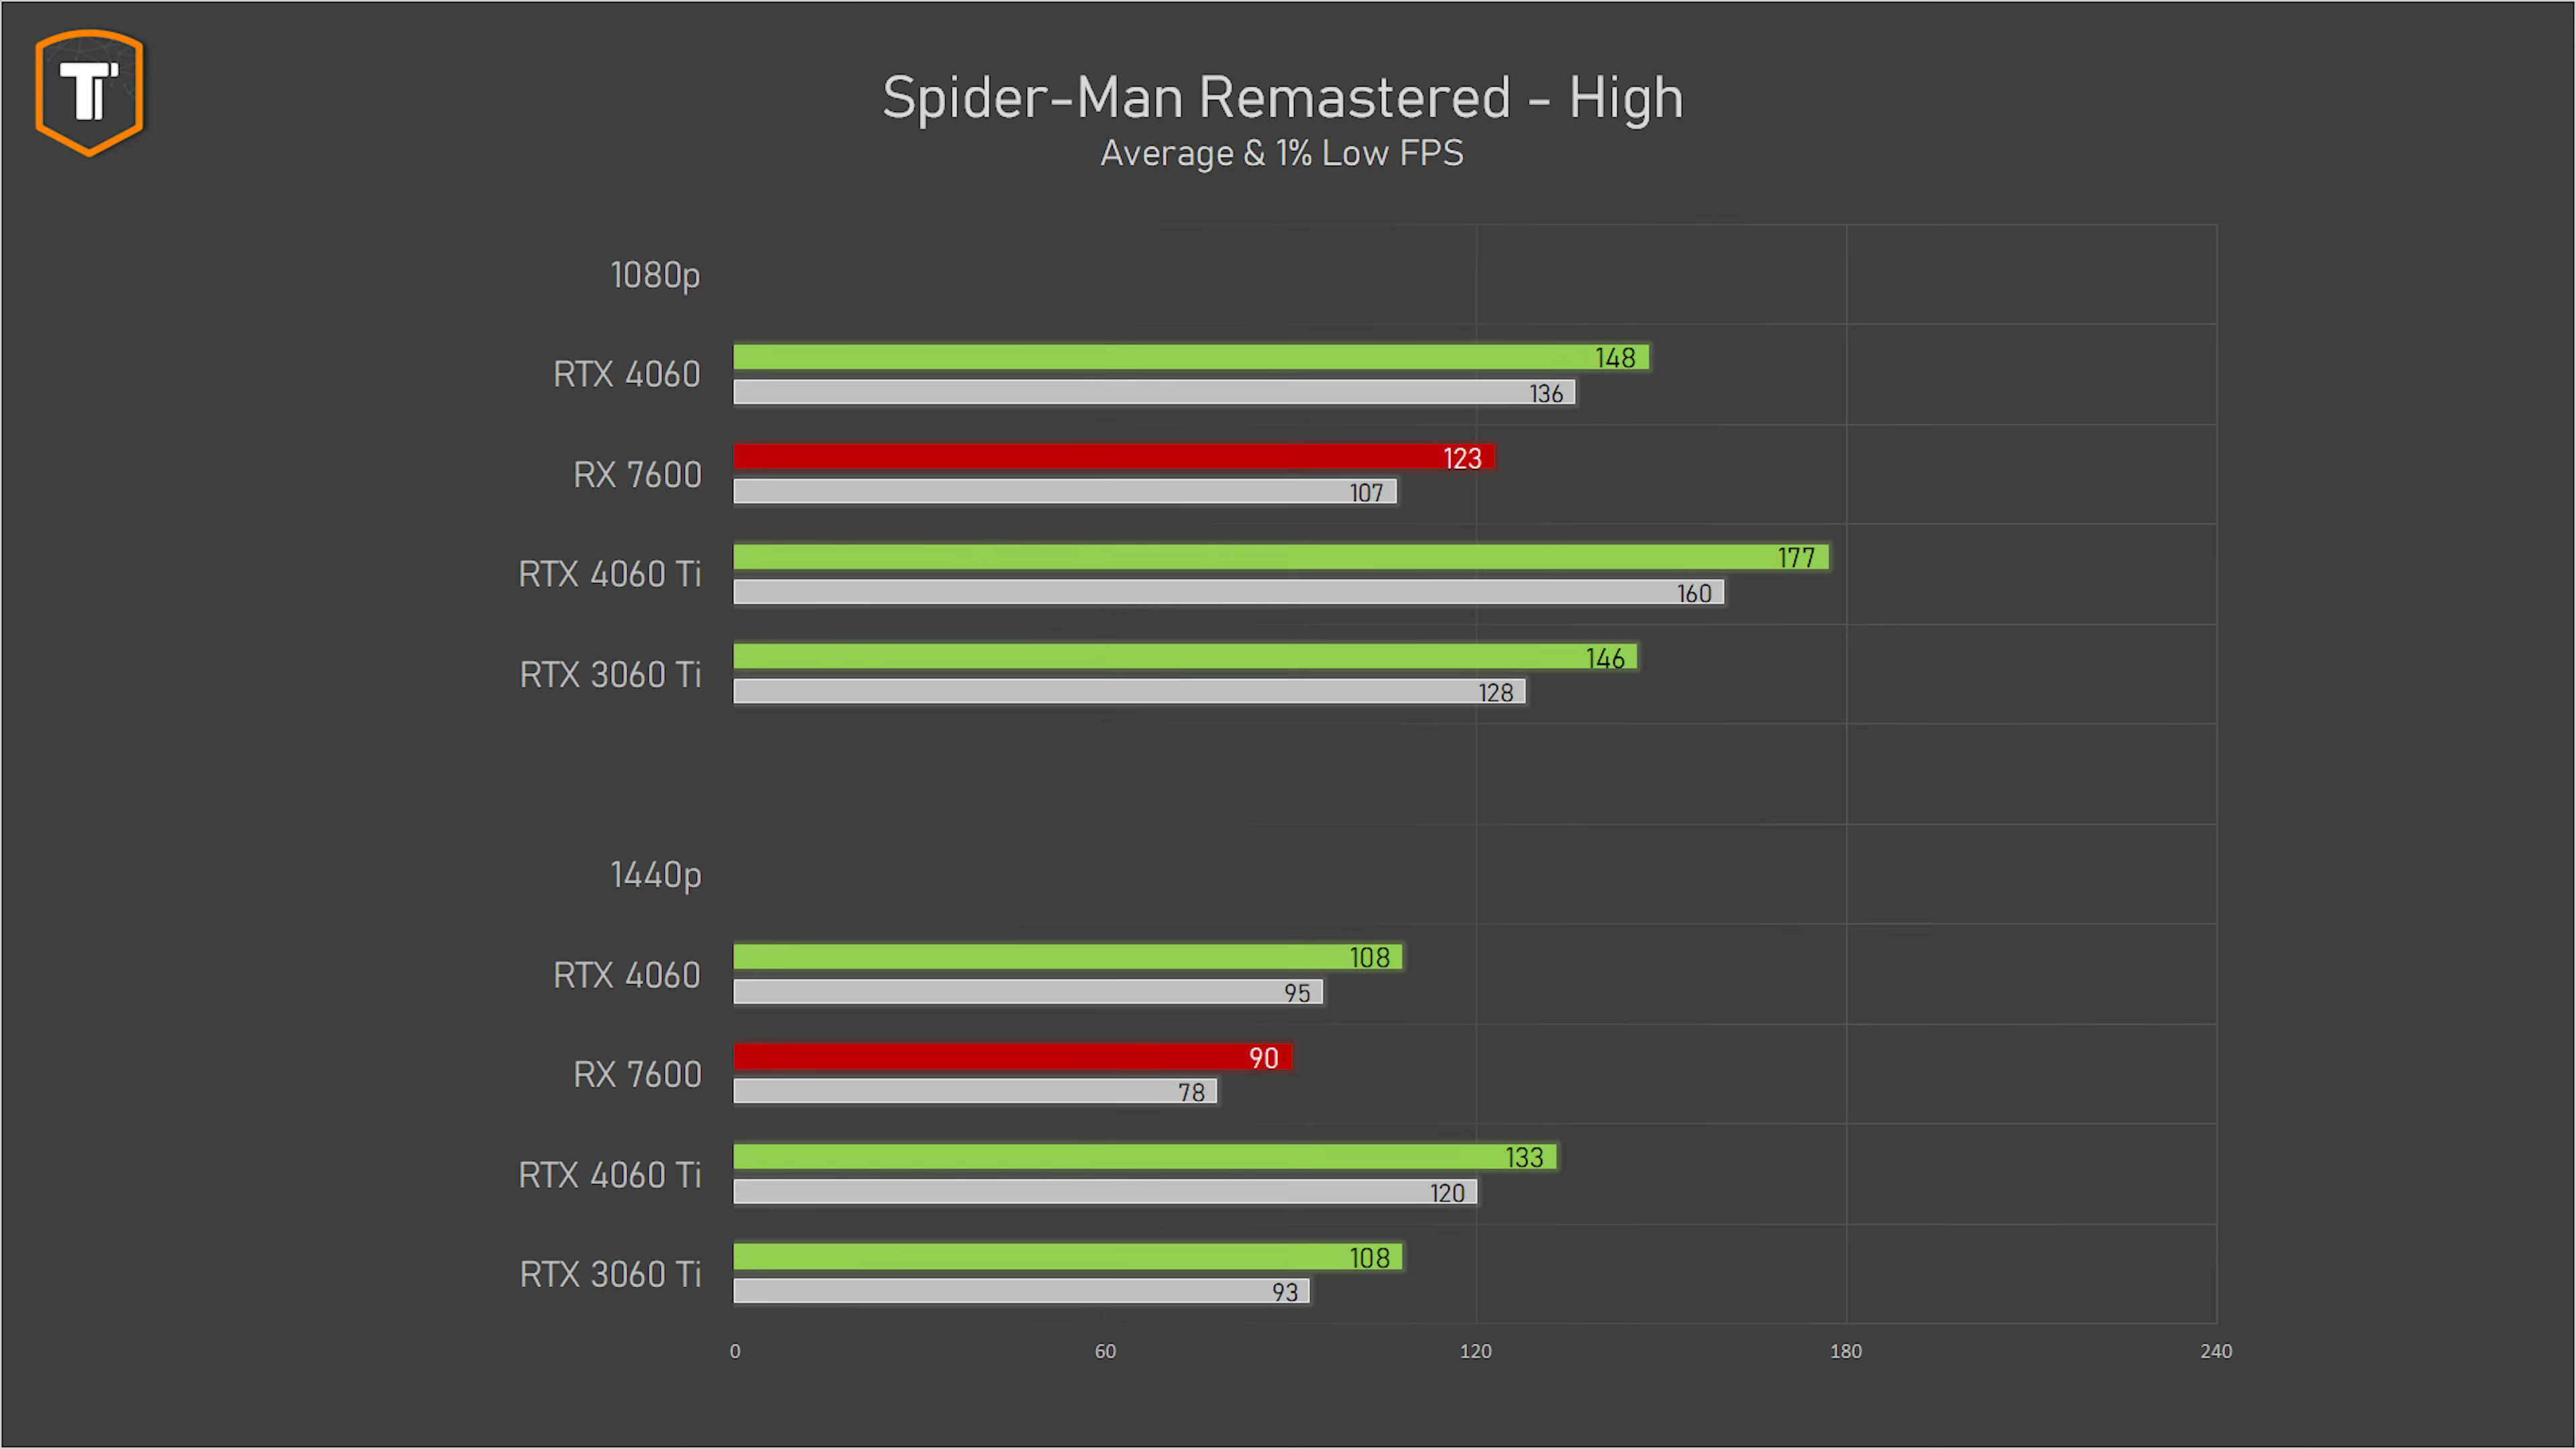 Ti
Spider-Man Remastered - High
Average & 1% Low FPS
1080p
RTX 4060
148
136
RX 7600
123
107
RTX 4060 Ti
177
160
RTX 3060 Ti
146
128
1440p
RTX 4060
108
95
RX 7600
90
78
RTX 4060 Ti
133
120
RTX 3060 Ti
108
93
0 60 120 180 240